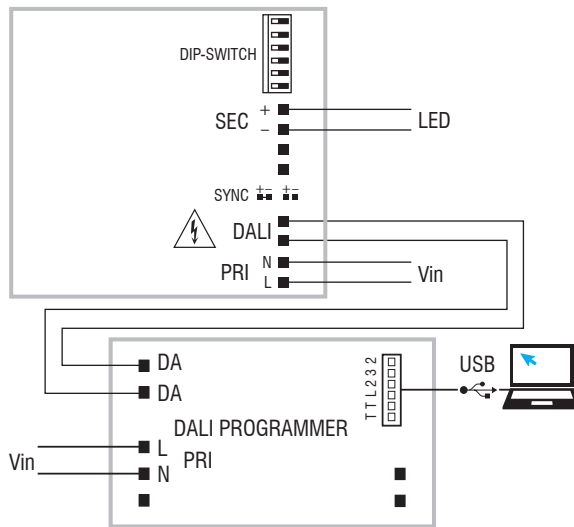 DIP-SWITCH
+
SEC
−
LED
SYNC
+− +−
DALI
N
PRI
L
Vin
DA
DA
TTL232
USB
DALI PROGRAMMER
L
PRI
N
Vin